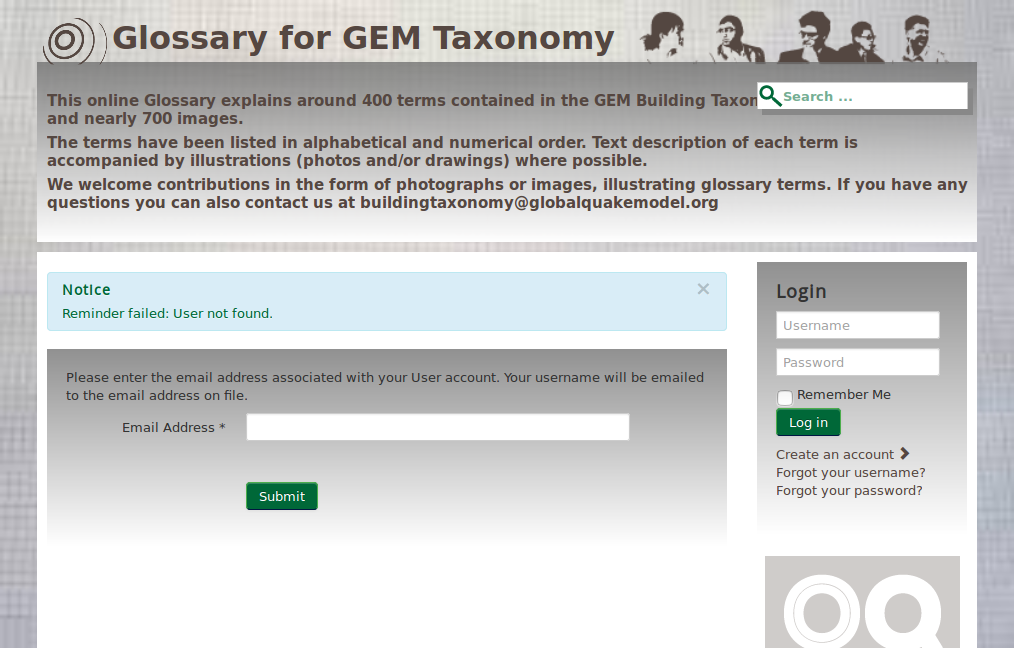 Glossary for GEM Taxonomy
This online Glossary explains around 400 terms contained in the GEM Building
and nearly 700 images.
Search ...
The terms have been listed in alphabetical and numerical order. Text description of each term is
accompanied by illustrations (photos and/or drawings) where possible.
We welcome contributions in the form of photographs or images, illustrating glossary terms. If you have any
questions you can also contact us at buildingtaxonomy@globalquakemodel.org
Notice
×
Reminder failed: User not found.
Please enter the email address associated with your User account. Your username will be emailed
to the email address on file.
Email Address *
Submit
Login
Username
Password
Remember Me
Log in
Create an account
Forgot your username?
Forgot your password?
OQ